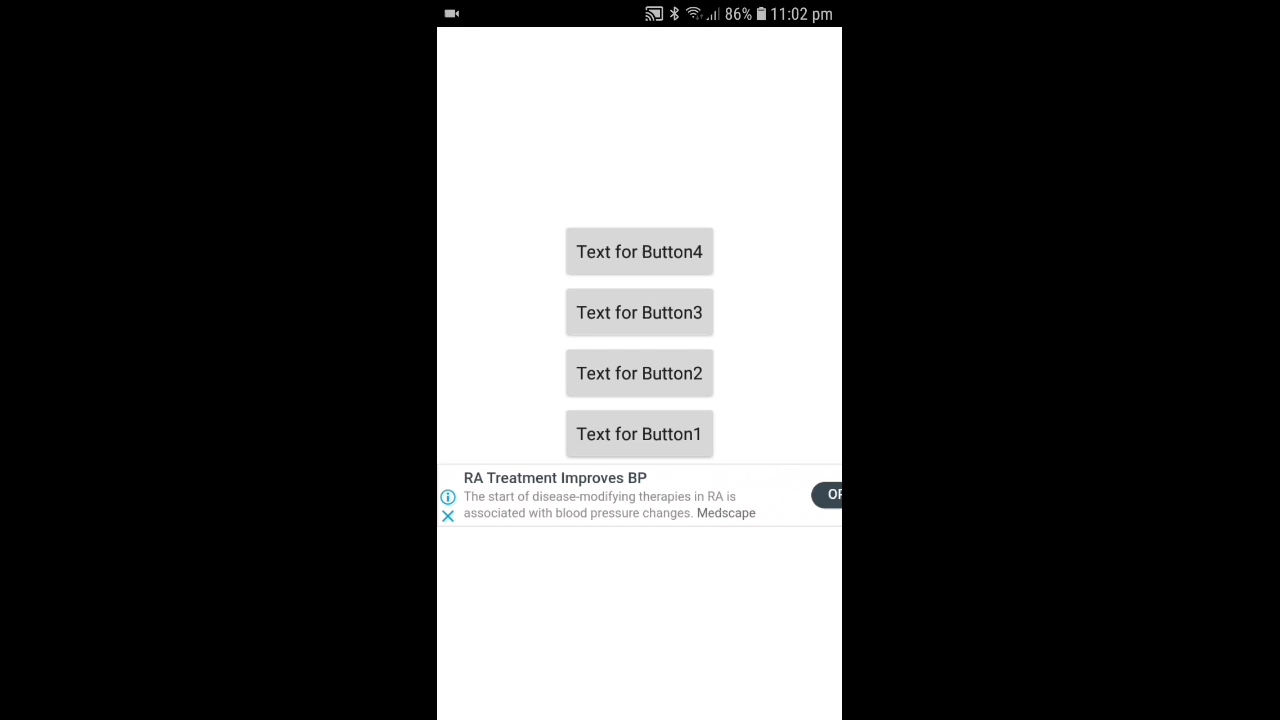 86% 11:02 pm
Text for Button4
Text for Button3
Text for Button2
Text for Button1
RA Treatment Improves BP
The start of disease-modifying therapies in RA is
associated with blood pressure changes. Medscape